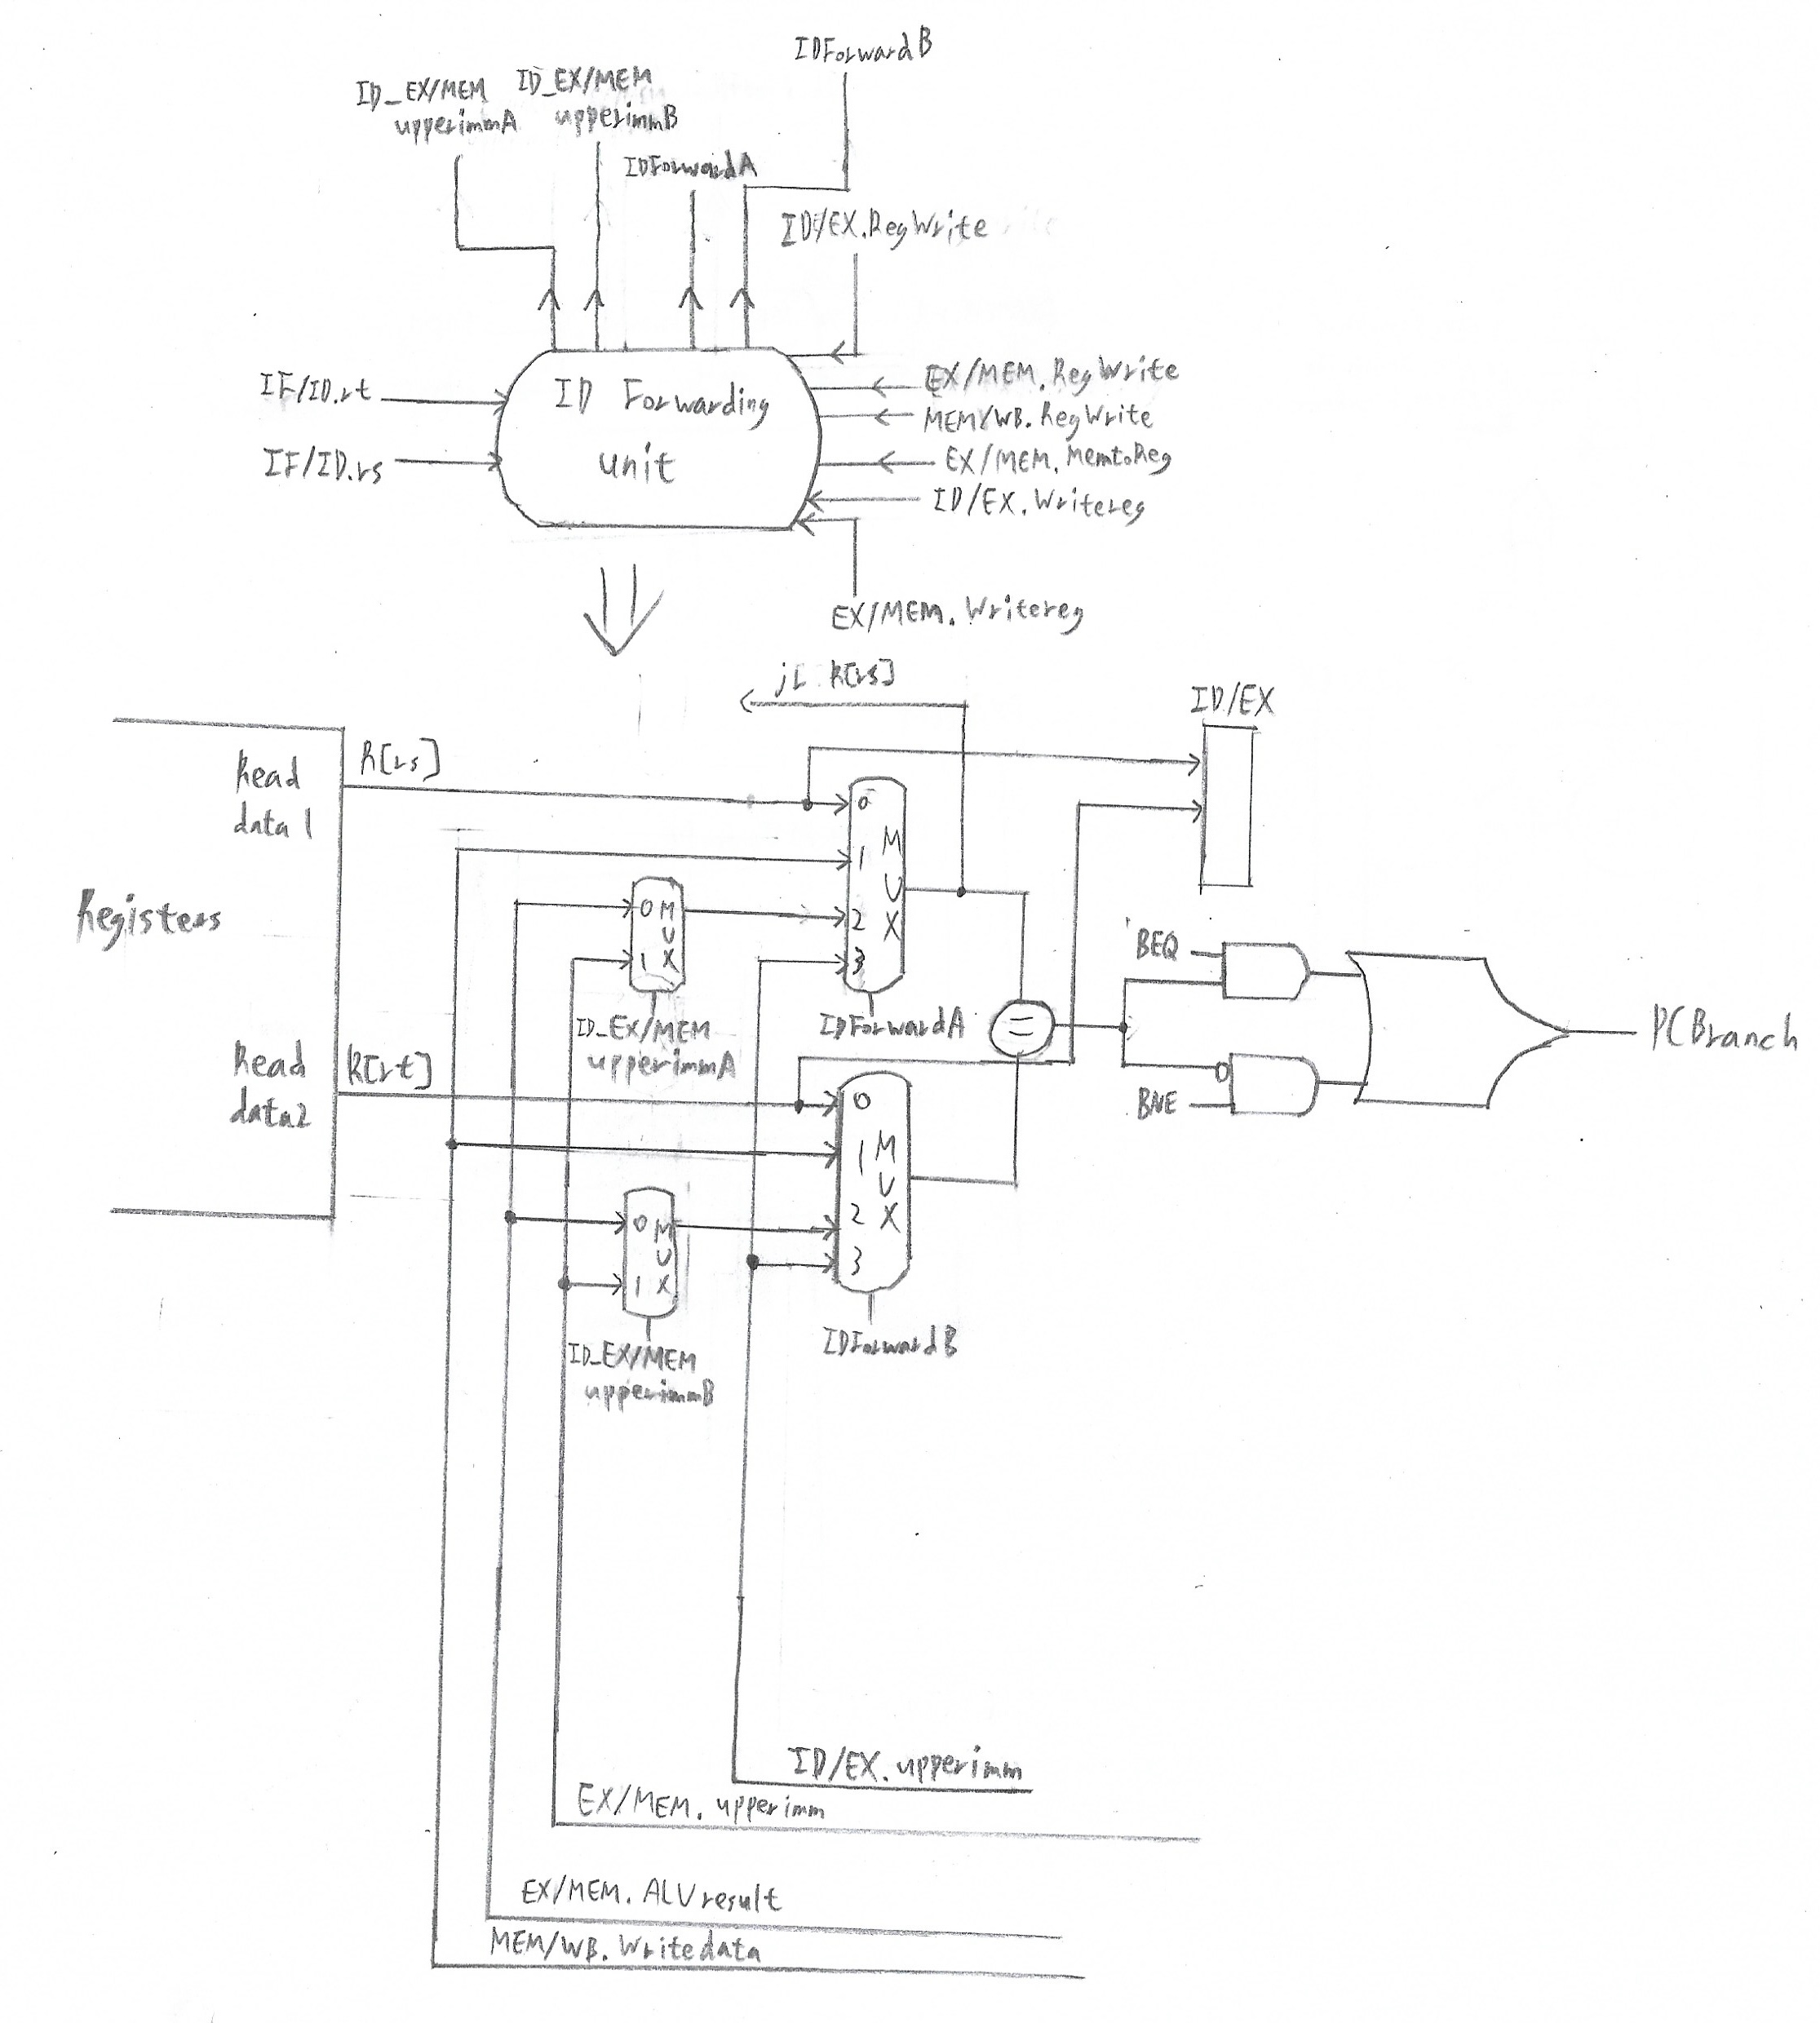 IDForwardB
ID_EX/MEM
upperimmA
ID_EX/MEM
upperimmB
IDForwardA
ID/EX.RegWrite
IF/ID.rt
IF/ID.rs
ID Forwarding
unit
EX/MEM.RegWrite
MEM/WB.RegWrite
EX/MEM.MemtoReg
ID/EX.Writereg
EX/MEM.Writereg
jr R[rs]
ID/EX
Read
data1
R[rs]
Registers
Read
data2
R[rt]
0
1
2
3
MUX
0
1
MUX
ID_EX/MEM
upperimmA
IDForwardA
=
BEQ
BNE
PCBranch
0
1
2
3
MUX
0
1
MUX
ID_EX/MEM
upperimmB
IDForwardB
ID/EX.upperimm
EX/MEM.upperimm
EX/MEM.ALUresult
MEM/WB.Writedata